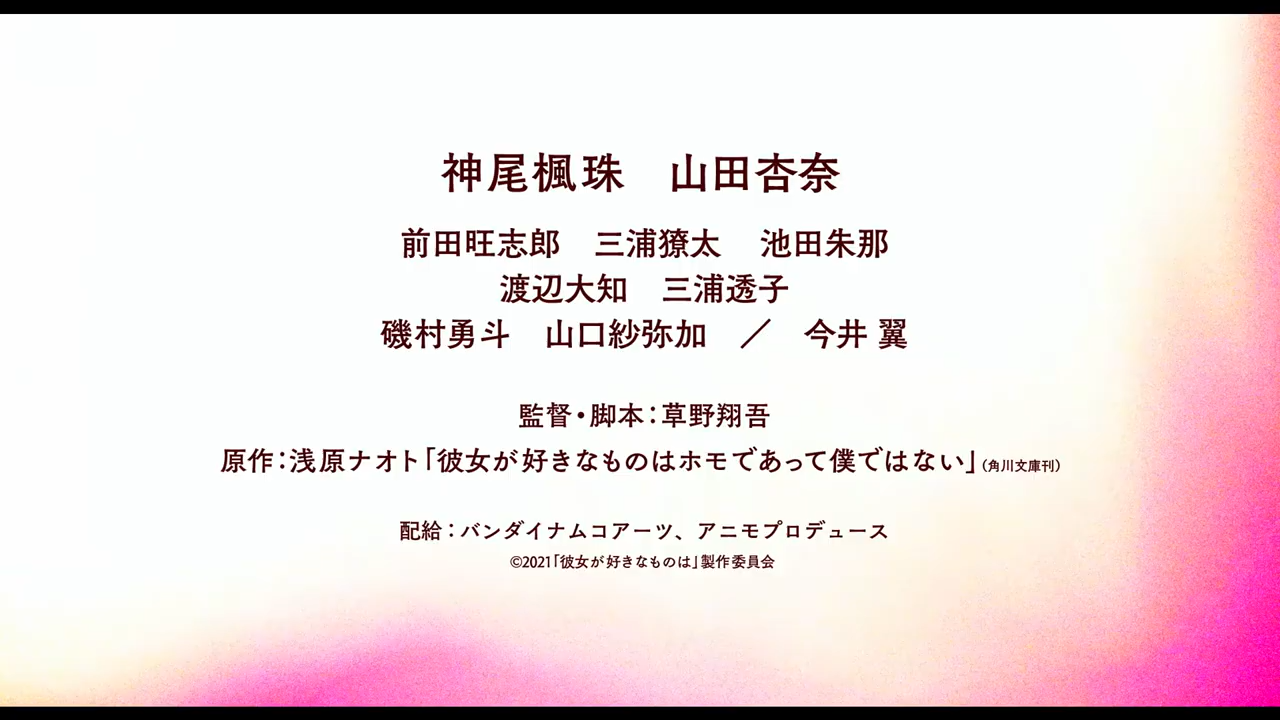 神尾楓珠　山田杏奈
前田旺志郎　三浦獠太　池田朱那
渡辺大知　三浦透子
磯村勇斗　山口紗弥加　／　今井 翼
監督・脚本：草野翔吾
原作：浅原ナオト「彼女が好きなものはホモであって僕ではない」（角川文庫刊）
配給：バンダイナムコアーツ、アニモプロデュース
©2021「彼女が好きなものは」製作委員会